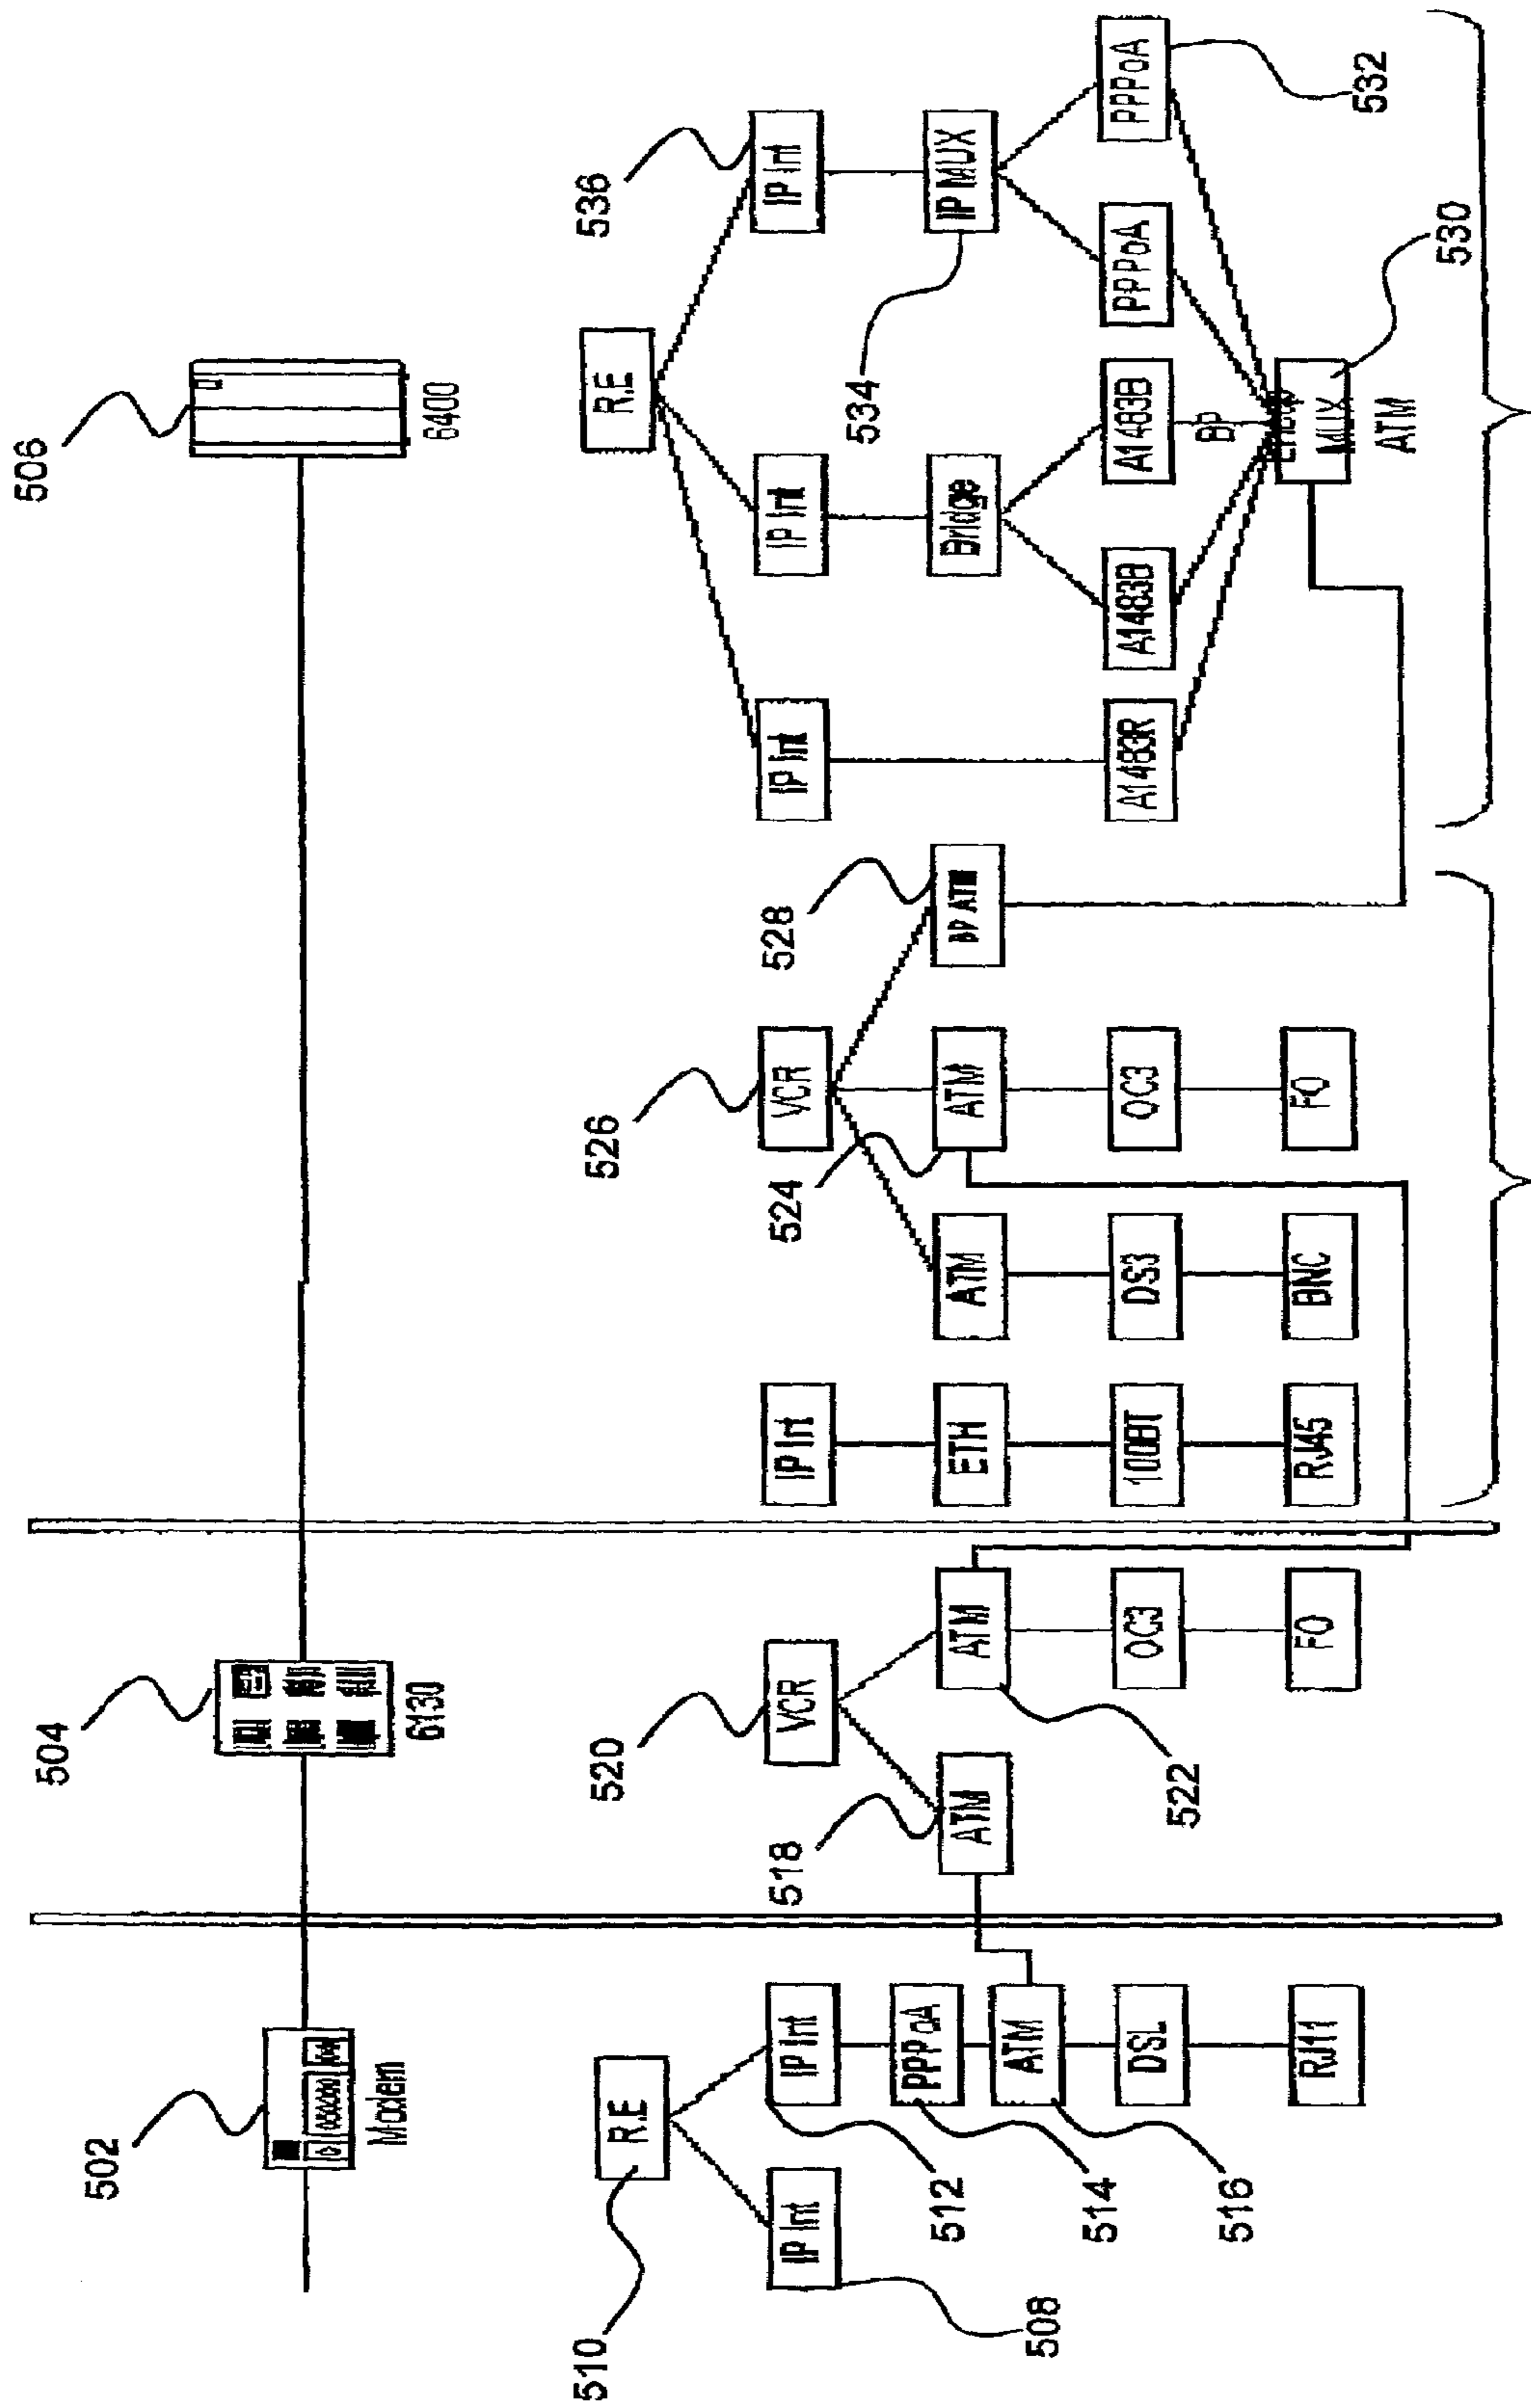 502
504
506
Modem
6130
6400
510
R.E
520
526
536
R.E
IP Int
IP Int
VCR
IP Int
VCR
IP Int
IP Int
IP Int
508
512
PPPoA
514
ATM
516
518
ATM
ATM
522
ETH
ATM
524
ATM
528
BP ATM
Bridge
534
IP MUX
DSL
OC3
100BT
DS3
OC3
A1483R
A1483B
A1483B
PPPoA
PPPoA
532
BP
RJ11
FO
RJ45
BNC
FO
MUX
530
ATM